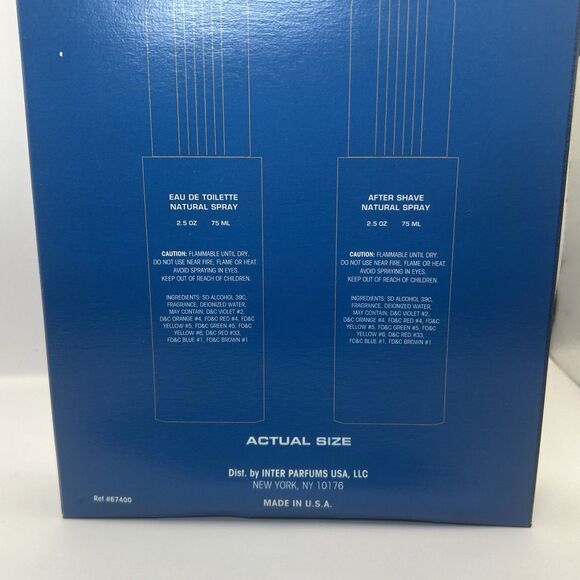 EAU DE TOILETTE
NATURAL SPRAY
2.5 OZ 75 ML
CAUTION: FLAMMABLE UNTIL DRY.
DO NOT USE NEAR FIRE, FLAME OR HEAT.
AVOID SPRAYING IN EYES.
KEEP OUT OF REACH OF CHILDREN.
INGREDIENTS: SD ALCOHOL 39C,
FRAGRANCE, DEIONIZED WATER,
MAY CONTAIN: D&C VIOLET #2,
D&C ORANGE #4, FD&C RED #4, FD&C
YELLOW #5, FD&C GREEN #5, FD&C
YELLOW #6, D&C RED #33,
FD&C BLUE #1, FD&C BROWN #1
AFTER SHAVE
NATURAL SPRAY
2.5 OZ 75 ML
CAUTION: FLAMMABLE UNTIL DRY.
DO NOT USE NEAR FIRE, FLAME OR HEAT.
AVOID SPRAYING IN EYES.
KEEP OUT OF REACH OF CHILDREN.
INGREDIENTS: SD ALCOHOL 39C,
FRAGRANCE, DEIONIZED WATER,
MAY CONTAIN: D&C VIOLET #2,
D&C ORANGE #4, FD&C RED #4, FD&C
YELLOW #5, FD&C GREEN #5, FD&C
YELLOW #6, D&C RED #33,
FD&C BLUE #1, FD&C BROWN #1
ACTUAL SIZE
Dist. by INTER PARFUMS USA, LLC
NEW YORK, NY 10176
Ref #67400
MADE IN U.S.A.